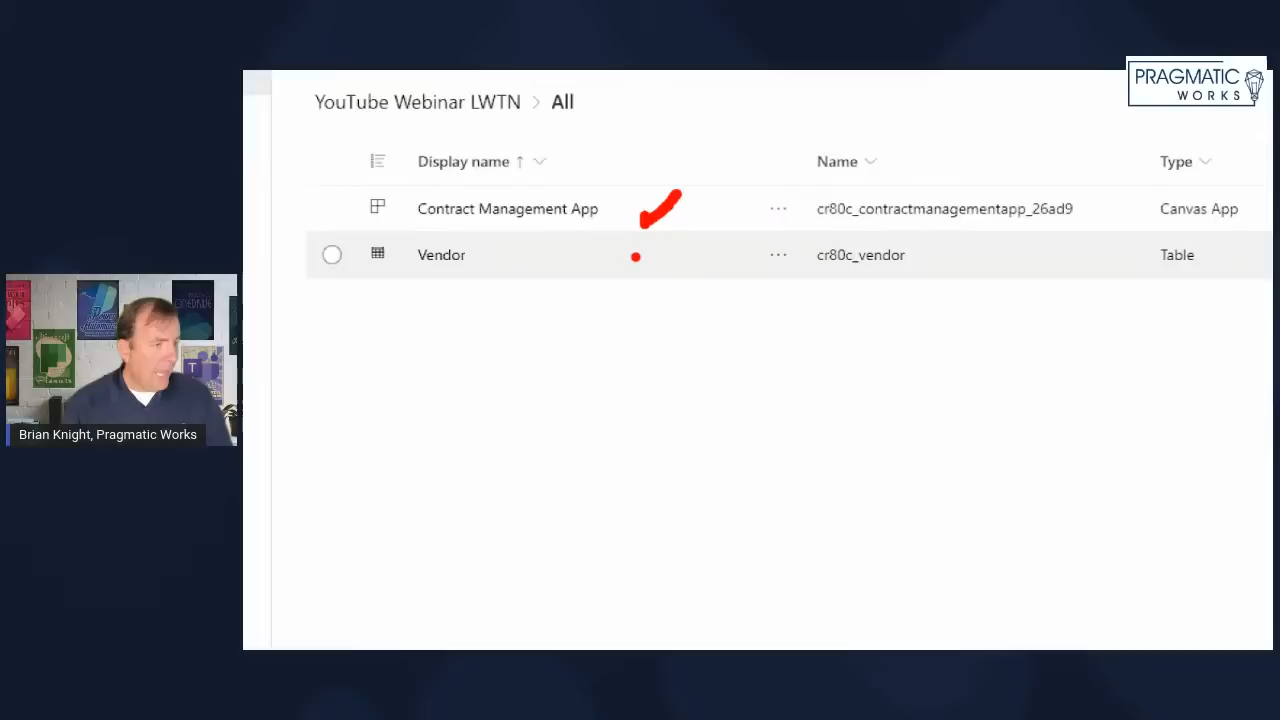 PRAGMATIC
WORKS
YouTube Webinar LWTN > All
Display name ↑ Name Type
Contract Management App ... cr80c_contractmanagementapp_26ad9 Canvas App
Vendor ... cr80c_vendor Table
Brian Knight, Pragmatic Works